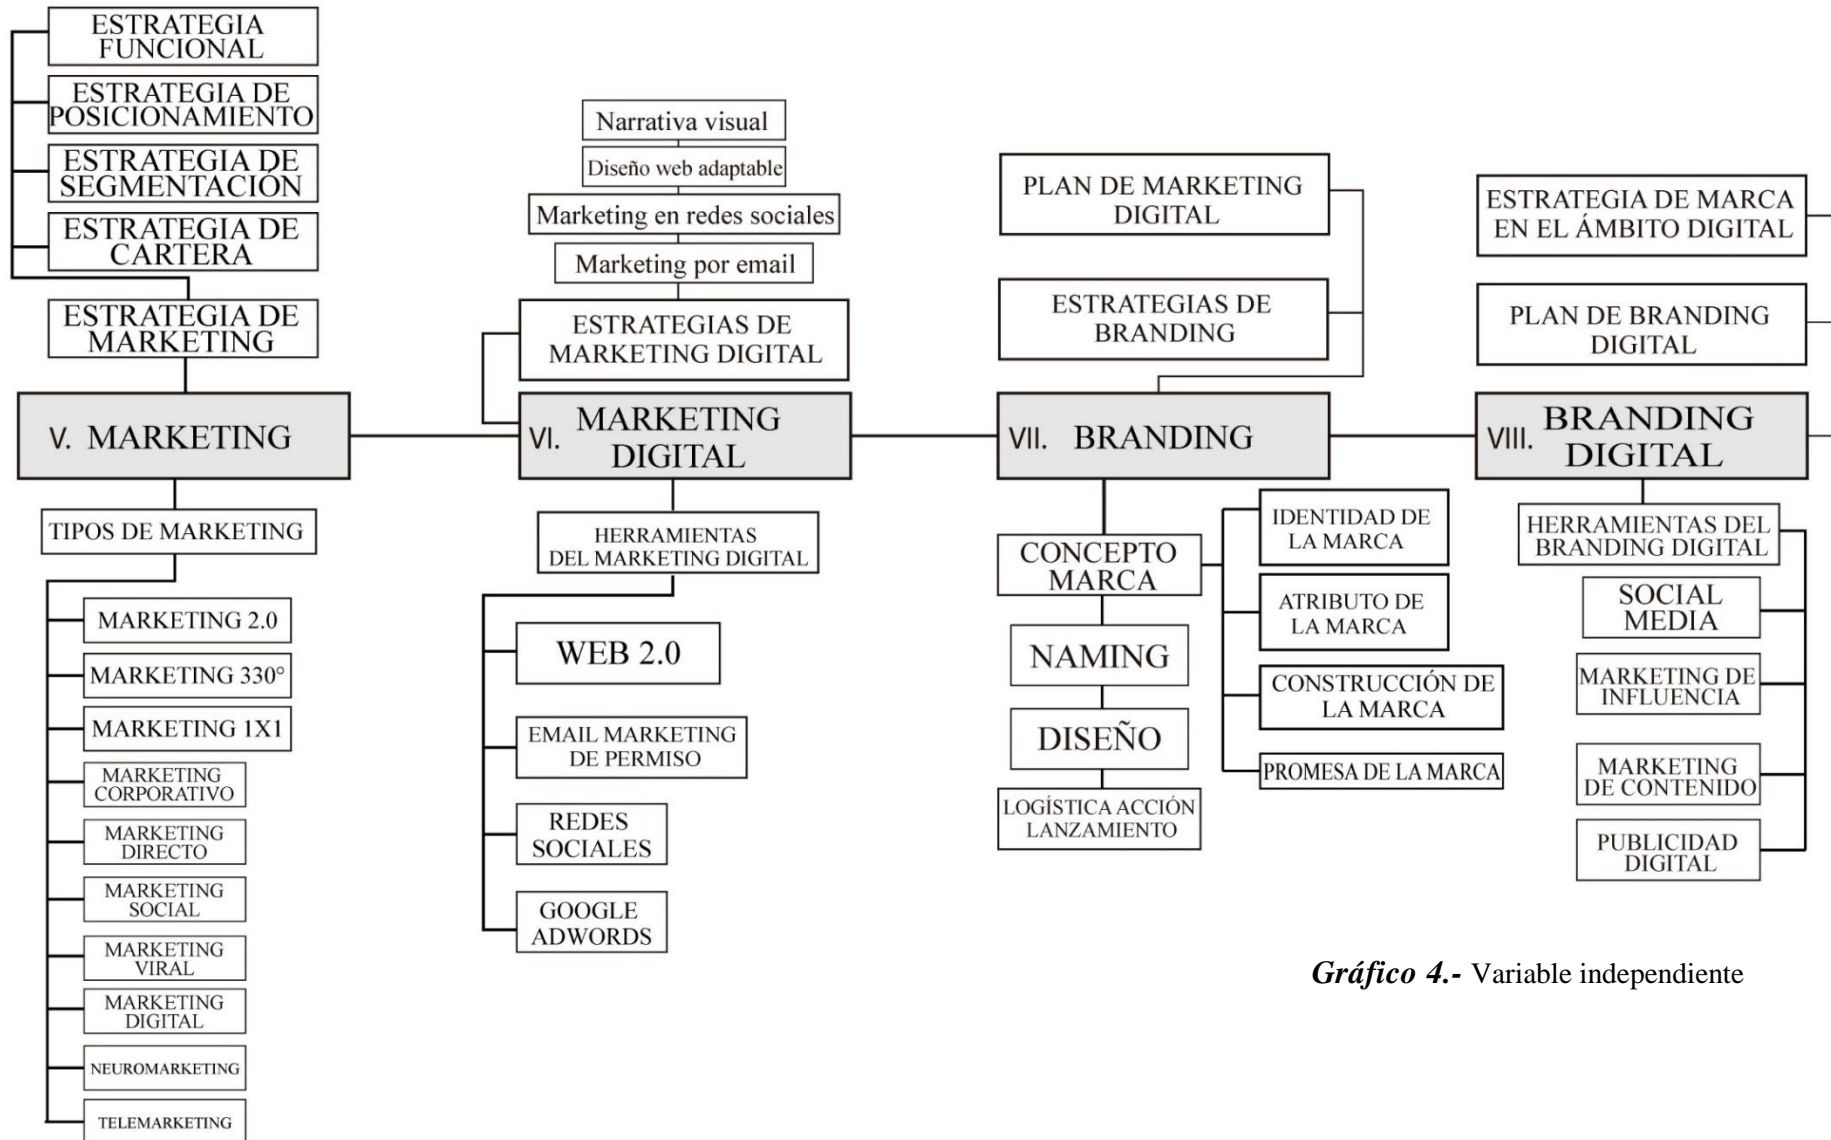 ESTRATEGIA
FUNCIONAL
ESTRATEGIA DE
POSICIONAMIENTO
ESTRATEGIA DE
SEGMENTACIÓN
ESTRATEGIA DE
CARTERA
ESTRATEGIA DE
MARKETING
V. MARKETING
TIPOS DE MARKETING
MARKETING 2.0
MARKETING 330°
MARKETING 1X1
MARKETING
CORPORATIVO
MARKETING
DIRECTO
MARKETING
SOCIAL
MARKETING
VIRAL
MARKETING
DIGITAL
NEUROMARKETING
TELEMARKETING
Narrativa visual
Diseño web adaptable
Marketing en redes sociales
Marketing por email
ESTRATEGIAS DE
MARKETING DIGITAL
VI. MARKETING
DIGITAL
HERRAMIENTAS
DEL MARKETING DIGITAL
WEB 2.0
EMAIL MARKETING
DE PERMISO
REDES
SOCIALES
GOOGLE
ADWORDS
PLAN DE MARKETING
DIGITAL
ESTRATEGIAS DE
BRANDING
VII. BRANDING
CONCEPTO
MARCA
NAMING
DISEÑO
LOGÍSTICA ACCIÓN
LANZAMIENTO
IDENTIDAD DE
LA MARCA
ATRIBUTO DE
LA MARCA
CONSTRUCCIÓN DE
LA MARCA
PROMESA DE LA MARCA
ESTRATEGIA DE MARCA
EN EL ÁMBITO DIGITAL
PLAN DE BRANDING
DIGITAL
VIII. BRANDING
DIGITAL
HERRAMIENTAS DEL
BRANDING DIGITAL
SOCIAL
MEDIA
MARKETING DE
INFLUENCIA
MARKETING
DE CONTENIDO
PUBLICIDAD
DIGITAL
Gráfico 4.- Variable independiente